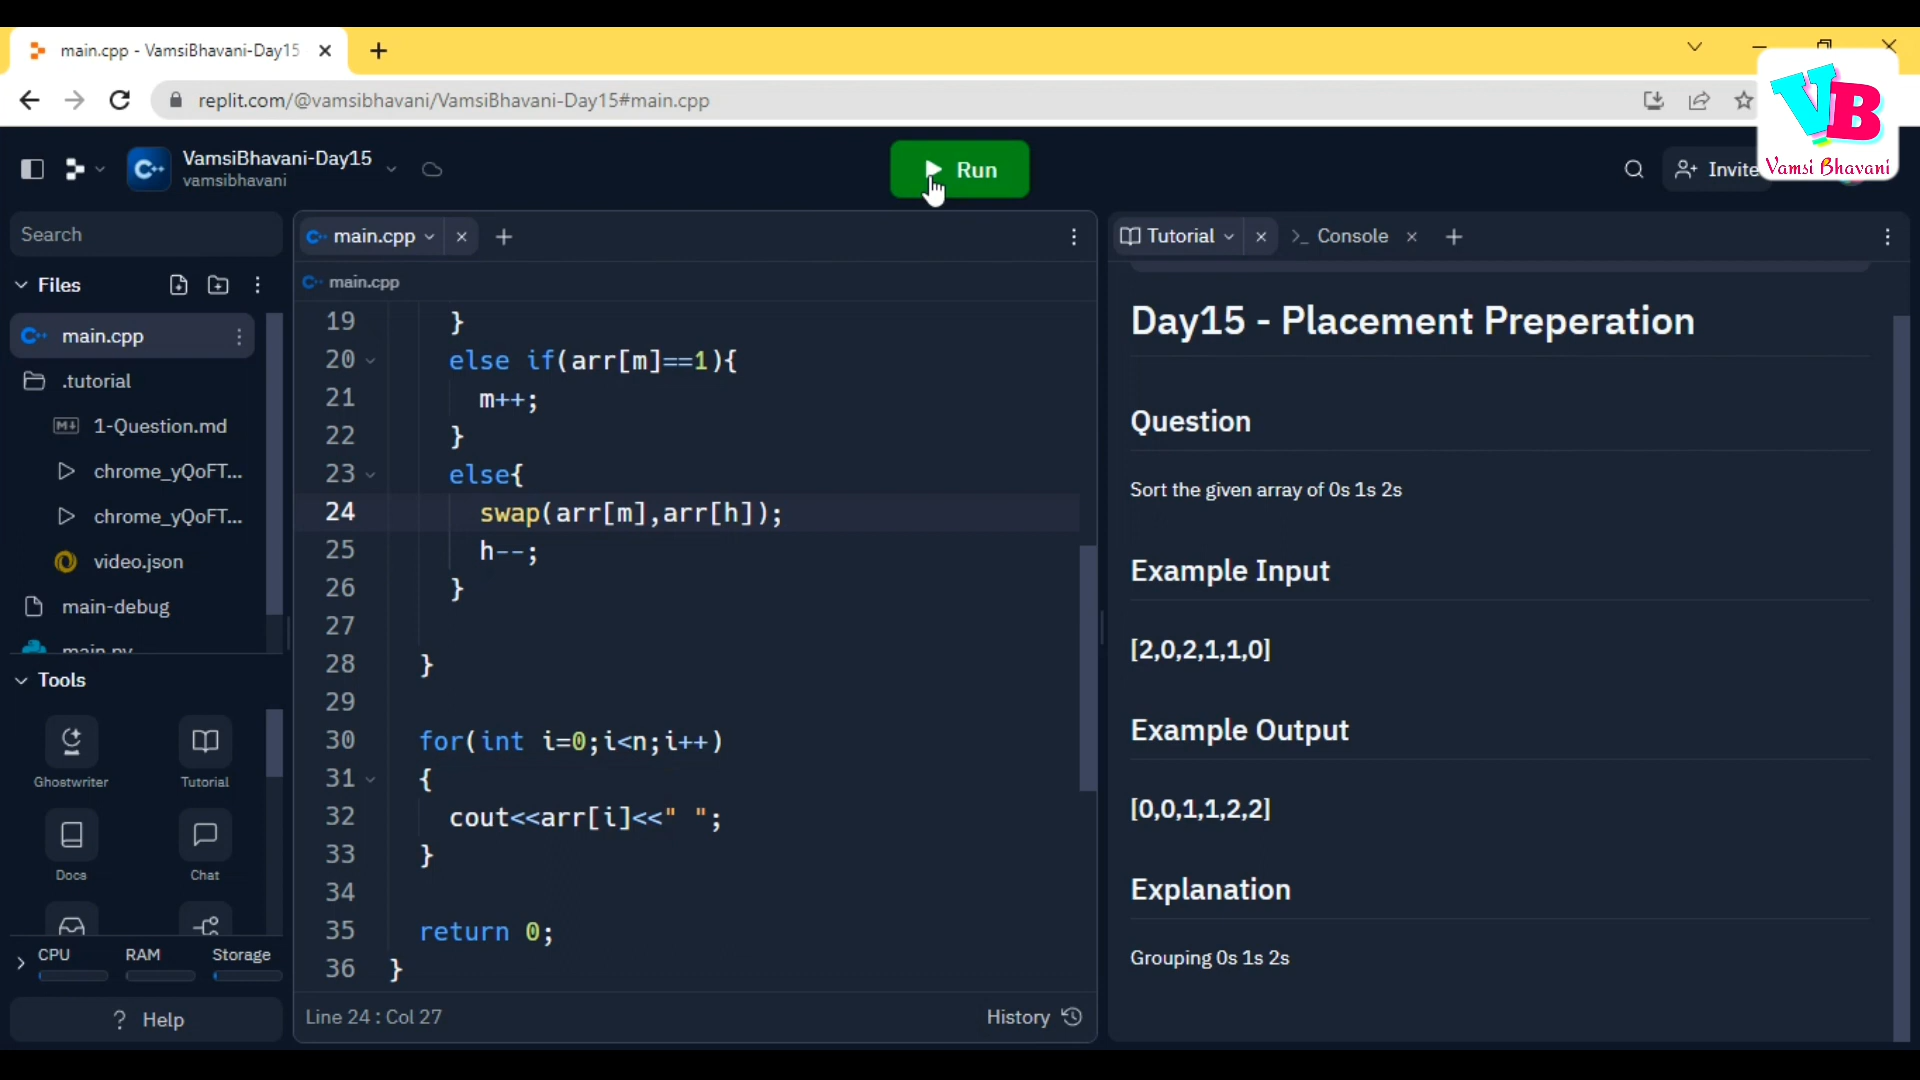 main.cpp - VamsiBhavani-Day15
replit.com/@vamsibhavani/VamsiBhavani-Day15#main.cpp
VB
Vamsi Bhavani
C++
VamsiBhavani-Day15
vamsibhavani
Run
Invite
Search
Files
main.cpp
.tutorial
1-Question.md
chrome_yQoFT...
chrome_yQoFT...
video.json
main-debug
main.py
Tools
Ghostwriter
Tutorial
Docs
Chat
CPU
RAM
Storage
? Help
main.cpp
main.cpp
19 }
20 else if(arr[m]==1){
21 m++;
22 }
23 else{
24 swap(arr[m],arr[h]);
25 h--;
26 }
27
28 }
29
30 for(int i=0;i<n;i++)
31 {
32 cout<<arr[i]<<" ";
33 }
34
35 return 0;
36 }
Line 24 : Col 27
History
Tutorial
Console
Day15 - Placement Preperation
Question
Sort the given array of 0s 1s 2s
Example Input
[2,0,2,1,1,0]
Example Output
[0,0,1,1,2,2]
Explanation
Grouping 0s 1s 2s